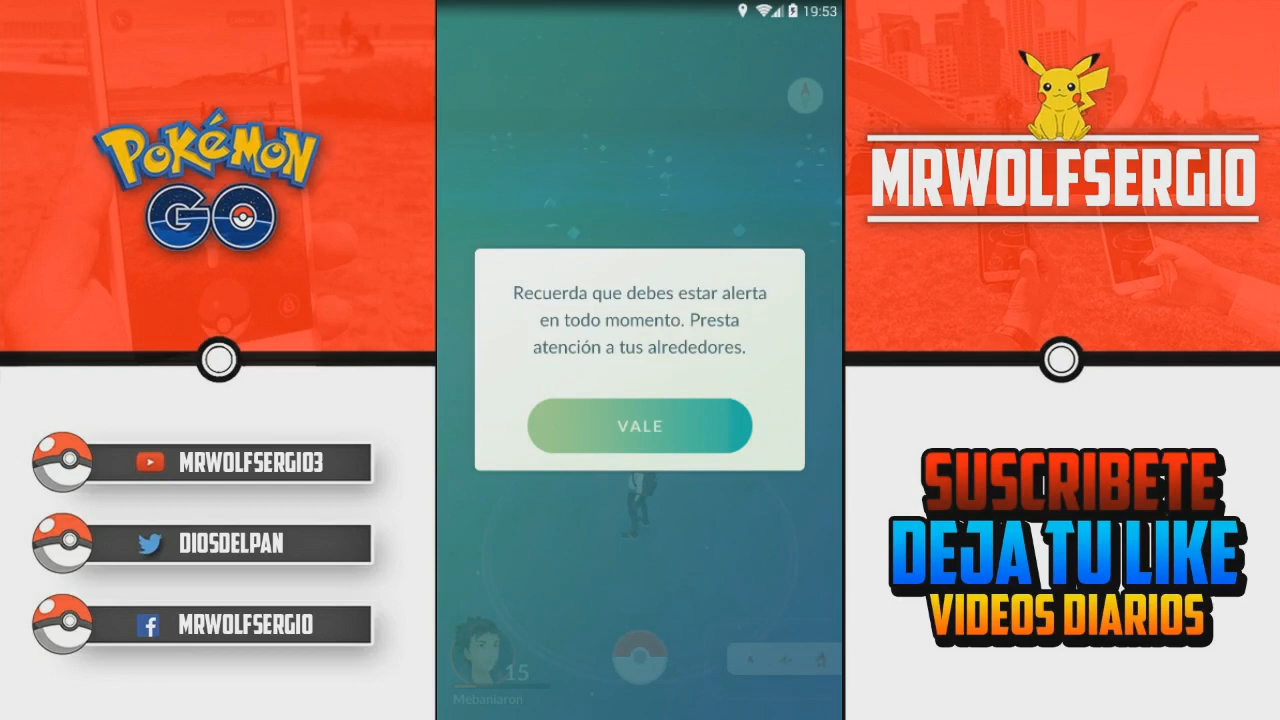 POKÉMON
GO
MRWOLFSERGIO3
DIOSDELPAN
MRWOLFSERGIO
19:53
Recuerda que debes estar alerta
en todo momento. Presta
atención a tus alrededores.
VALE
15
Mebaniaron
MRWOLFSERGIO
SUSCRIBETE
DEJA TU LIKE
VIDEOS DIARIOS